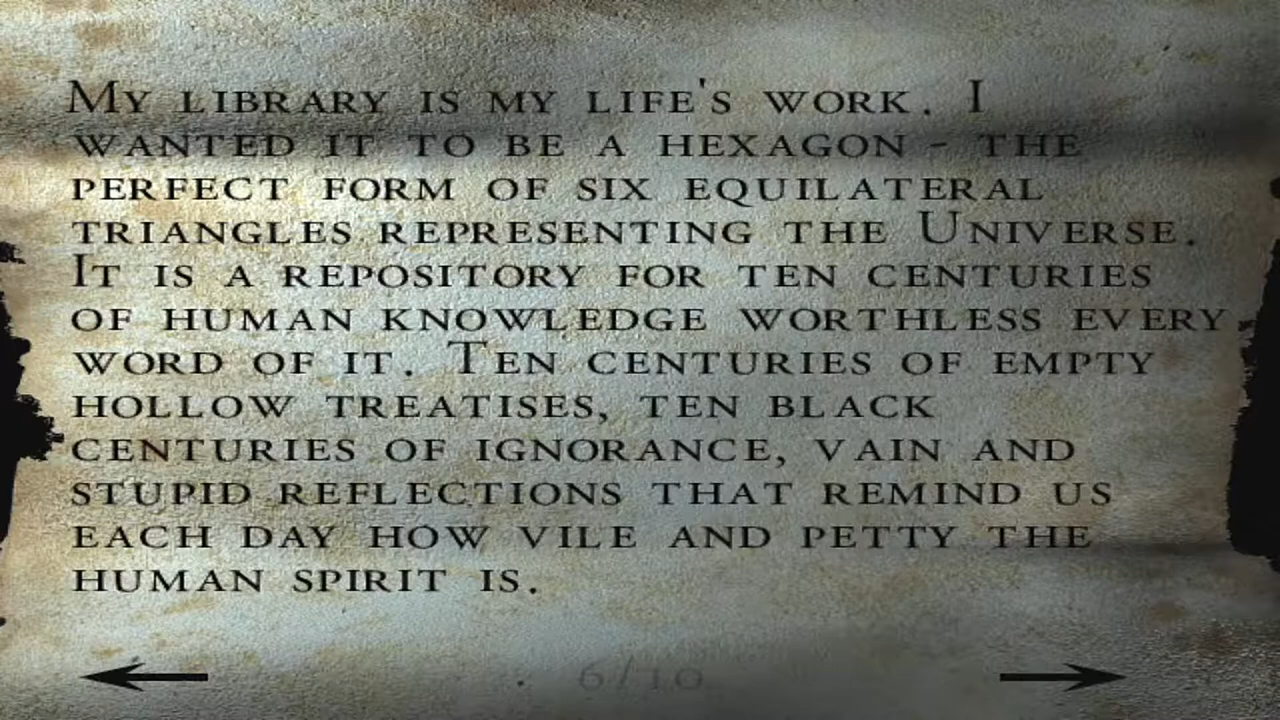 My library is my life's work. I
wanted it to be a hexagon - the
perfect form of six equilateral
triangles representing the Universe.
It is a repository for ten centuries
of human knowledge worthless every
word of it. Ten centuries of empty
hollow treatises, ten black
centuries of ignorance, vain and
stupid reflections that remind us
each day how vile and petty the
human spirit is.
6/10